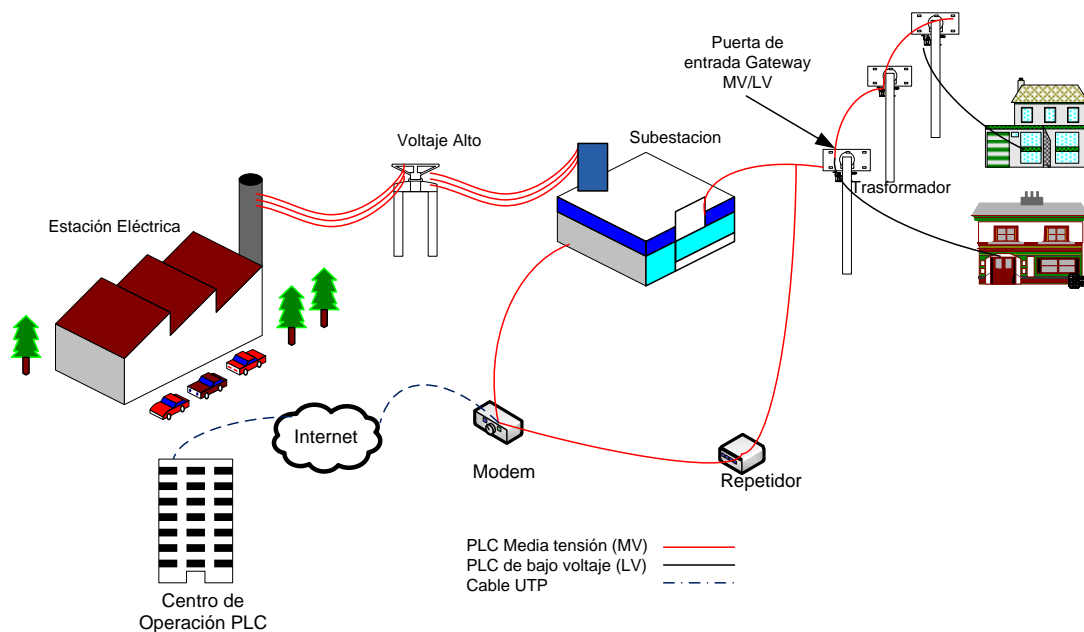 Puerta de
entrada Gateway
MV/LV
Voltaje Alto
Subestacion
Trasformador
Estación Eléctrica
Internet
Modem
Repetidor
PLC Media tensión (MV)
PLC de bajo voltaje (LV)
Cable UTP
Centro de
Operación PLC